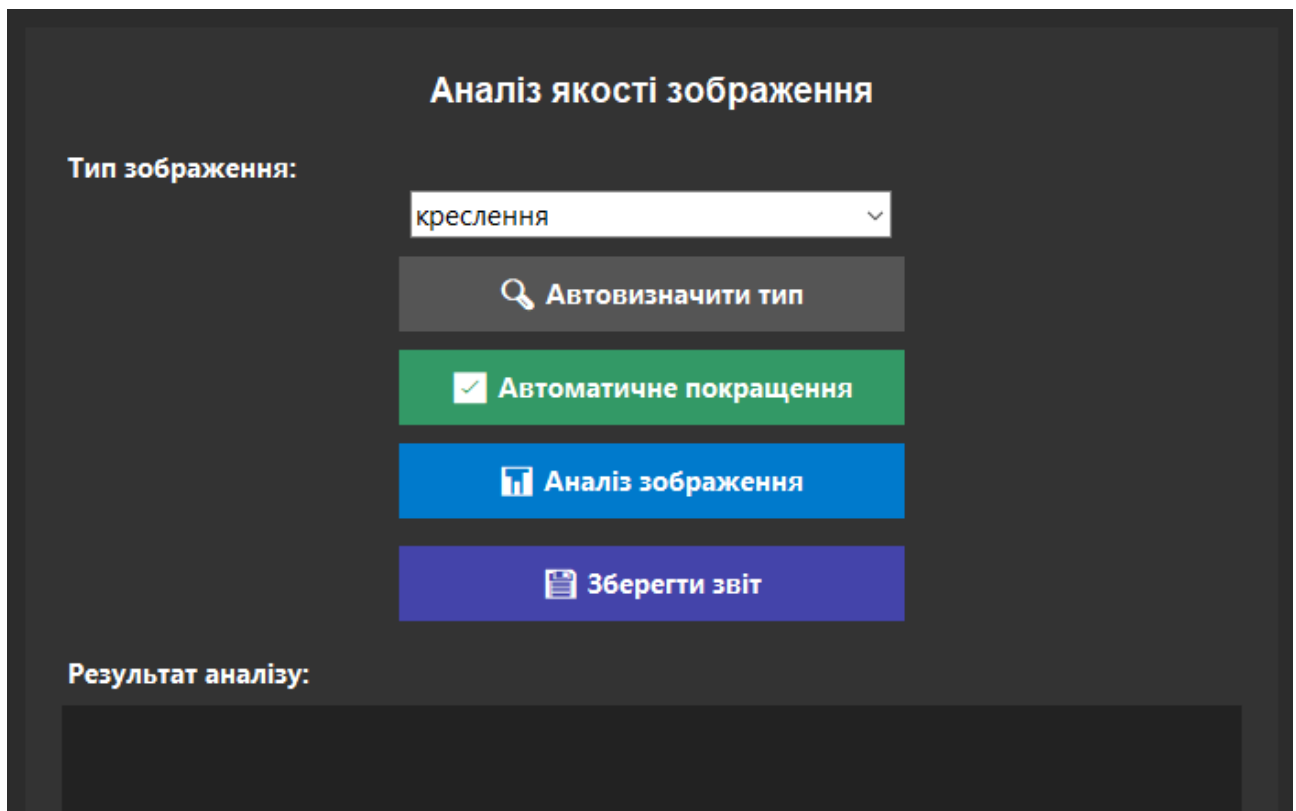 Аналіз якості зображення
Тип зображення:
креслення
Автовизначити тип
Автоматичне покращення
Аналіз зображення
Зберегти звіт
Результат аналізу: